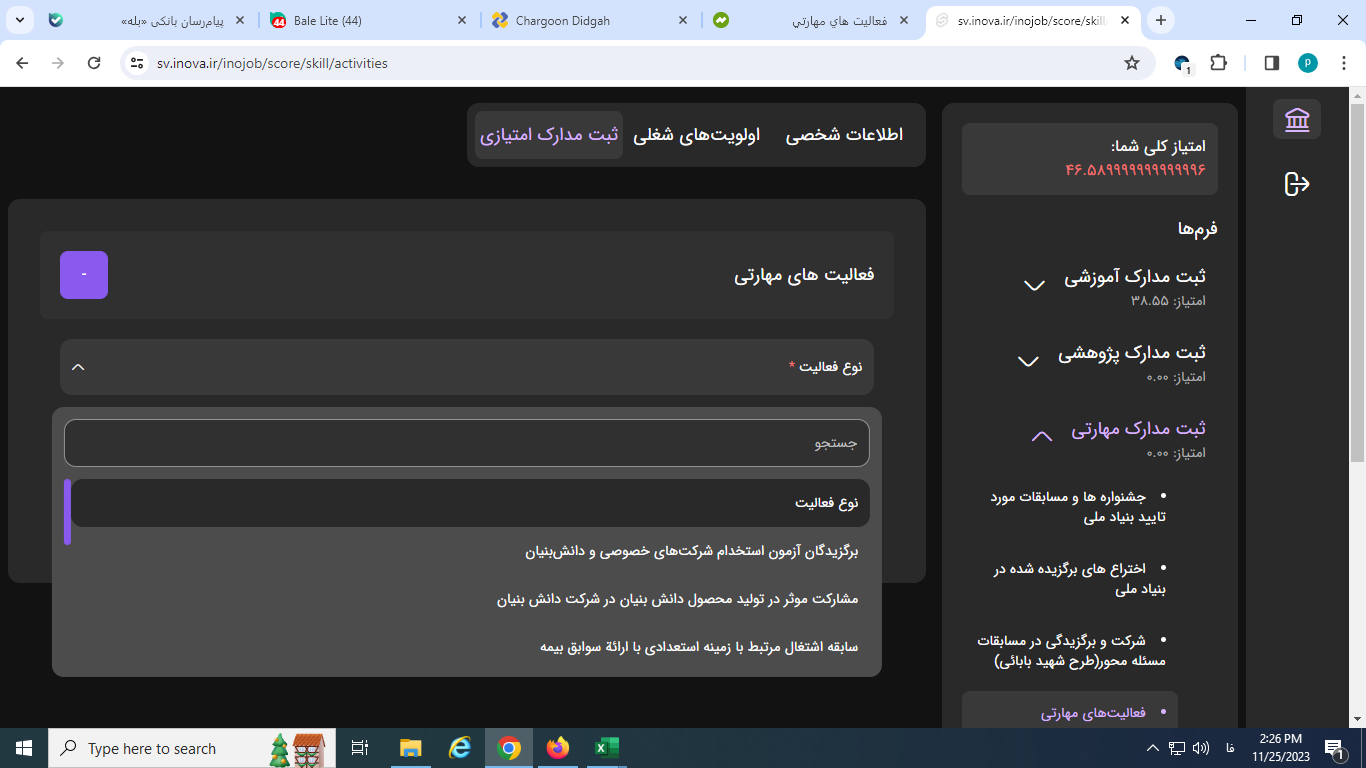 پیام‌رسان بانکی «بله»
Bale Lite (44)
Chargoon Didgah
فعالیت هاي مهارتي
sv.inova.ir/inojob/score/skill/
sv.inova.ir/inojob/score/skill/activities
1
p
اطلاعات شخصی
اولویت‌های شغلی
ثبت مدارک امتیازی
امتیاز کلی شما:
۴۶.۵۸۹۹۹۹۹۹۹۹۹۹۹۹۶
فرم‌ها
ثبت مدارک آموزشی
امتیاز: ۳۸.۵۵
ثبت مدارک پژوهشی
امتیاز: ۰.۰۰
ثبت مدارک مهارتی
امتیاز: ۰.۰۰
جشنواره ها و مسابقات مورد
تایید بنیاد ملی
اختراع های برگزیده شده در
بنیاد ملی
شرکت و برگزیدگی در مسابقات
مسئله محور(طرح شهید بابائی)
فعالیت‌های مهارتی
فعالیت های مهارتی
-
نوع فعالیت *
جستجو
نوع فعالیت
برگزیدگان آزمون استخدام شرکت‌های خصوصی و دانش‌بنیان
مشارکت موثر در تولید محصول دانش بنیان در شرکت دانش بنیان
سابقه اشتغال مرتبط با زمینه استعدادی با ارائة سوابق بیمه
Type here to search
فا
2:26 PM
11/25/2023
1